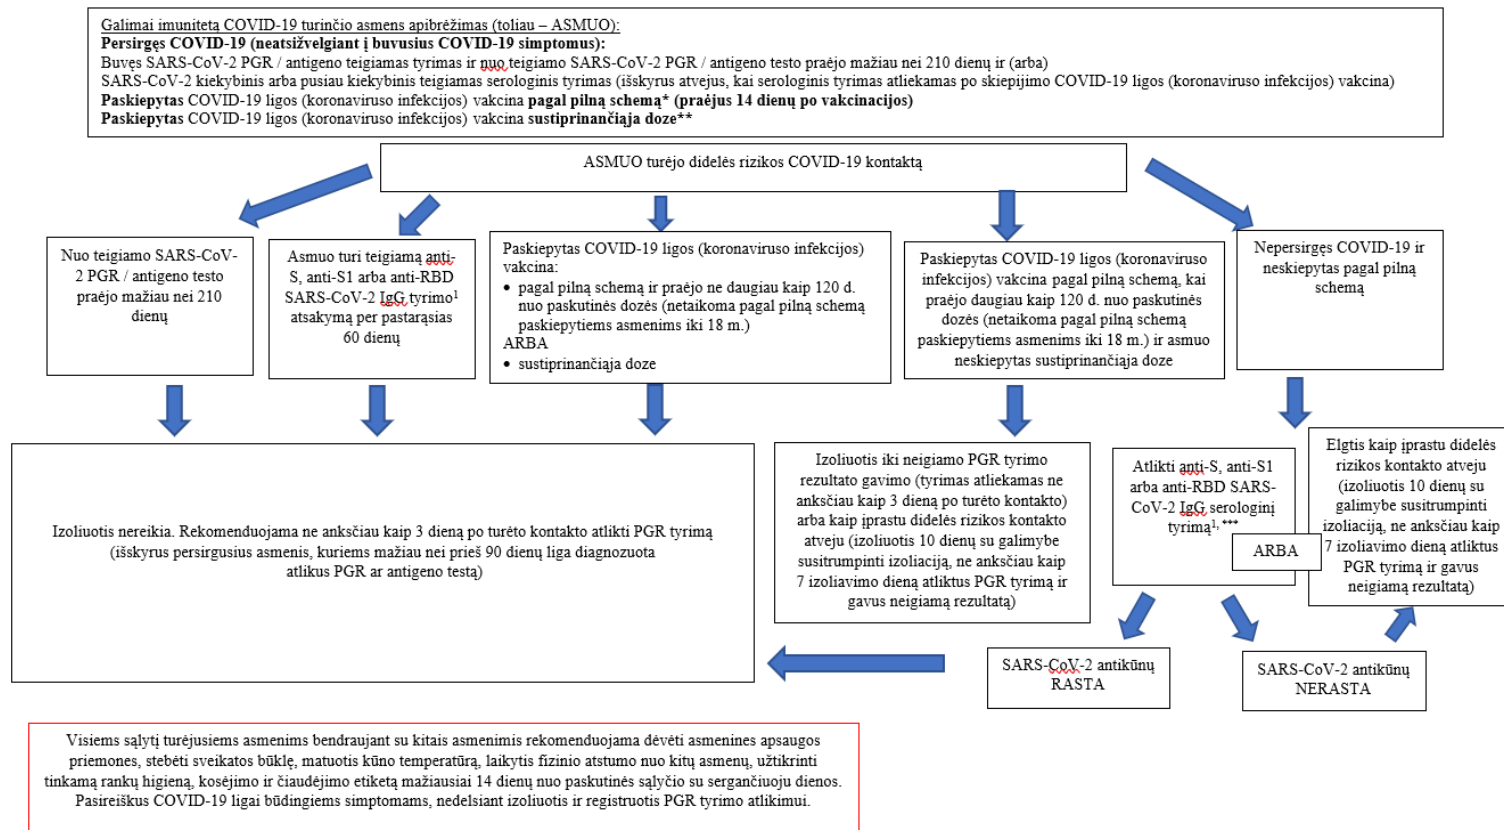 Galimai imunitetą COVID-19 turinčio asmens apibrėžimas (toliau – ASMUO):
Persirgęs COVID-19 (neatsižvelgiant į buvusius COVID-19 simptomus):
Buvęs SARS-CoV-2 PGR / antigeno teigiamas tyrimas ir nuo teigiamo SARS-CoV-2 PGR / antigeno testo praėjo mažiau nei 210 dienų ir (arba)
SARS-CoV-2 kiekybinis arba pusiau kiekybinis teigiamas serologinis tyrimas (išskyrus atvejus, kai serologinis tyrimas atliekamas po skiepijimo COVID-19 ligos (koronaviruso infekcijos) vakcina)
Paskiepytas COVID-19 ligos (koronaviruso infekcijos) vakcina pagal pilną schemą* (praėjus 14 dienų po vakcinacijos)
Paskiepytas COVID-19 ligos (koronaviruso infekcijos) vakcina sustiprinančiąja doze**
ASMUO turėjo didelės rizikos COVID-19 kontaktą
Nuo teigiamo SARS-CoV-
2 PGR / antigeno testo
praėjo mažiau nei 210
dienų
Asmuo turi teigiamą anti-
S, anti-S1 arba anti-RBD
SARS-CoV-2 IgG tyrimo¹
atsakymą per pastarąsias
60 dienų
Paskiepytas COVID-19 ligos (koronaviruso infekcijos)
vakcina:
• pagal pilną schemą ir praėjo ne daugiau kaip 120 d.
nuo paskutinės dozės (netaikoma pagal pilną schemą
paskiepytiems asmenims iki 18 m.)
ARBA
• sustiprinančiąja doze
Paskiepytas COVID-19 ligos (koronaviruso
infekcijos) vakcina pagal pilną schemą, kai
praėjo daugiau kaip 120 d. nuo paskutinės
dozės (netaikoma pagal pilną schemą
paskiepytiems asmenims iki 18 m.) ir asmuo
neskiepytas sustiprinančiąja doze
Nepersirgęs COVID-19 ir
neskiepytas pagal pilną
schemą
Izoliuotis nereikia. Rekomenduojama ne anksčiau kaip 3 dieną po turėto kontakto atlikti PGR tyrimą
(išskyrus persirgusius asmenis, kuriems mažiau nei prieš 90 dienų liga diagnozuota
atlikus PGR ar antigeno testą)
Izoliuotis iki neigiamo PGR tyrimo
rezultato gavimo (tyrimas atliekamas ne
anksčiau kaip 3 dieną po turėto kontakto)
arba kaip įprastu didelės rizikos kontakto
atveju (izoliuotis 10 dienų su galimybe
susitrumpinti izoliaciją, ne anksčiau kaip
7 izoliavimo dieną atliktus PGR tyrimą ir
gavus neigiamą rezultatą)
Atlikti anti-S, anti-S1
arba anti-RBD SARS-
CoV-2 IgG serologinį
tyrimą¹, ***
ARBA
Elgtis kaip įprastu didelės
rizikos kontakto atveju
(izoliuotis 10 dienų su
galimybe susitrumpinti
izoliaciją, ne anksčiau kaip
7 izoliavimo dieną atliktus
PGR tyrimą ir gavus
neigiamą rezultatą)
SARS-CoV-2 antikūnų
RASTA
SARS-CoV-2 antikūnų
NERASTA
Visiems sąlytį turėjusiems asmenims bendraujant su kitais asmenimis rekomenduojama dėvėti asmenines apsaugos
priemones, stebėti sveikatos būklę, matuotis kūno temperatūrą, laikytis fizinio atstumo nuo kitų asmenų, užtikrinti
tinkamą rankų higieną, kosėjimo ir čiaudėjimo etiketą mažiausiai 14 dienų nuo paskutinės sąlyčio su sergančiuoju dienos.
Pasireiškus COVID-19 ligai būdingiems simptomams, nedelsiant izoliuotis ir registruotis PGR tyrimo atlikimui.